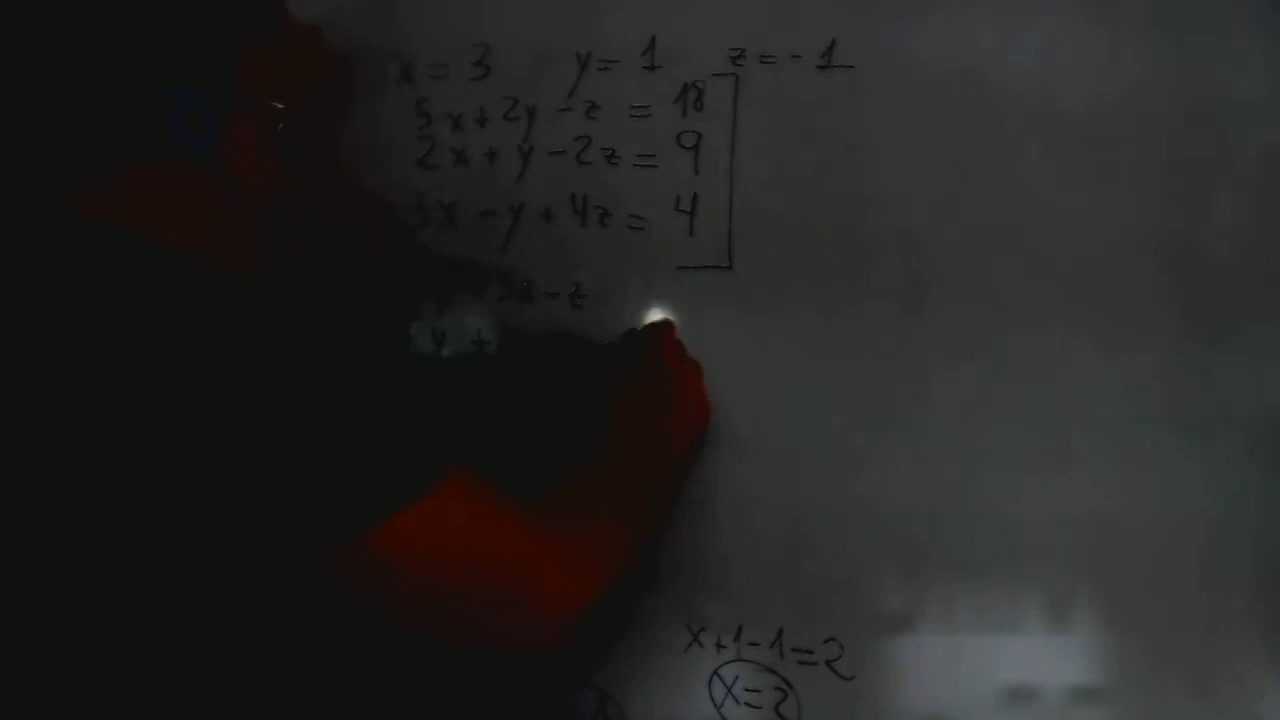 x = 3 y = 1 z = - 1
5x + 2y - z = 18
2x + y - 2z = 9
3x - y + 4z = 4
- z
y +
x + 1 - 1 = 2
x = 2